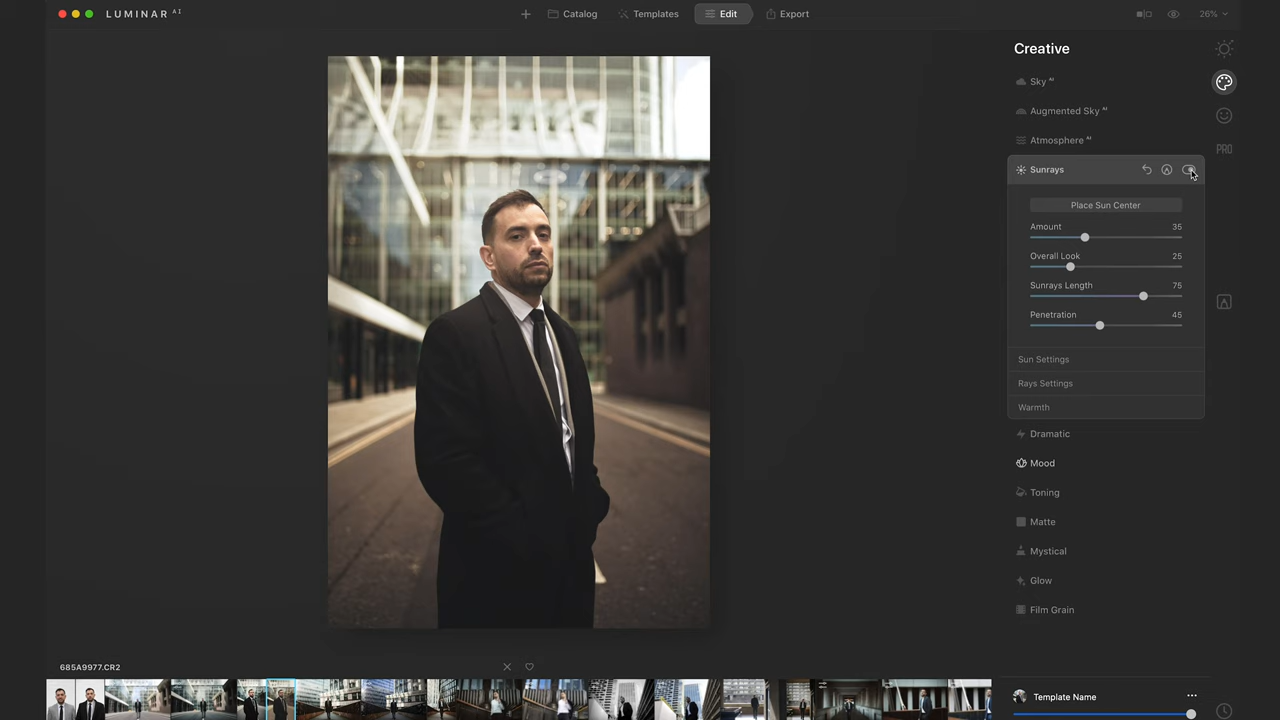 LUMINAR AI
Catalog
Templates
Edit
Export
26%
Creative
Sky AI
Augmented Sky AI
Atmosphere AI
PRO
Sunrays
Place Sun Center
Amount 35
Overall Look 25
Sunrays Length 75
Penetration 45
Sun Settings
Rays Settings
Warmth
Dramatic
Mood
Toning
Matte
Mystical
Glow
Film Grain
685A9977.CR2
Template Name